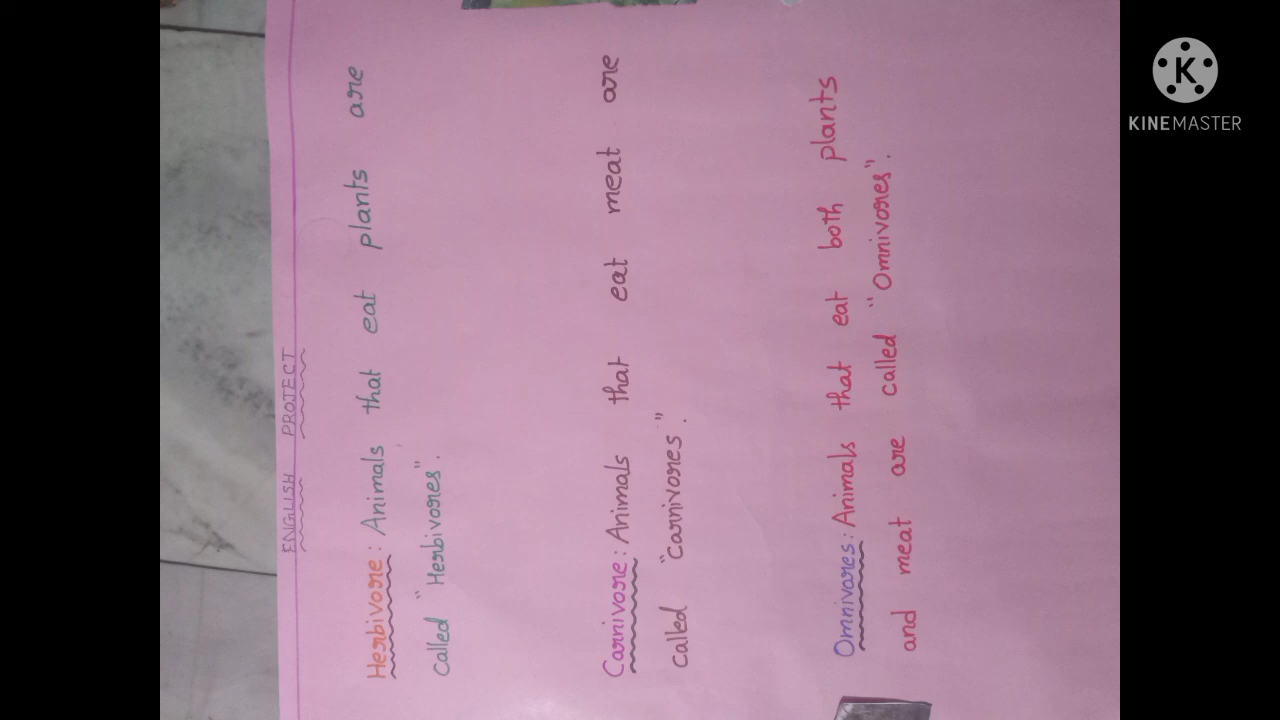 ENGLISH PROJECT
Herbivore: Animals that eat plants are
called "Herbivores".
Carnivore: Animals that eat meat are
called "Carnivores".
Omnivores: Animals that eat both plants
and meat are called "Omnivores".
K
KINEMASTER